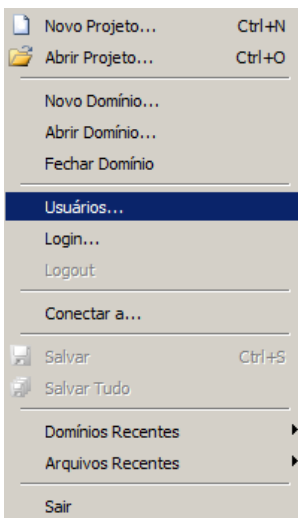 Novo Projeto... Ctrl+N
Abrir Projeto... Ctrl+O
Novo Domínio...
Abrir Domínio...
Fechar Domínio
Usuários...
Login...
Logout
Conectar a...
Salvar Ctrl+S
Salvar Tudo
Domínios Recentes
Arquivos Recentes
Sair